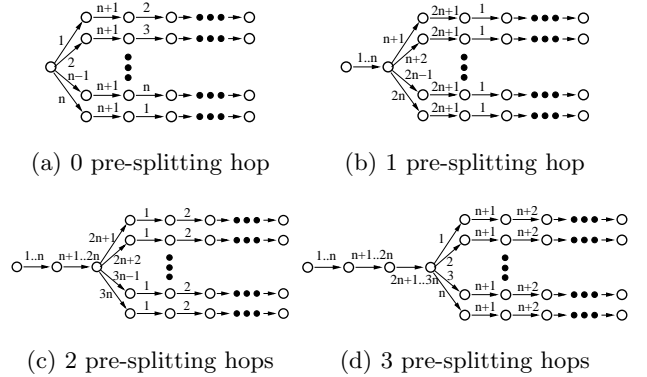 n+1 2
1 n+1 3
2
n−1 n+1 n
n n+1 1
(a) 0 pre-splitting hop
2n+1 1
n+1 2n+1 1
1..n n+2
2n−1 2n+1 1
2n 2n+1 1
(b) 1 pre-splitting hop
1 2
2n+1 1 2
1..n n+1..2n 2n+2
3n−1 1 2
3n 1 2
(c) 2 pre-splitting hops
n+1 n+2
1 n+1 n+2
1..n n+1..2n 2
2n+1..3n 3 n+1 n+2
n n+1 n+2
(d) 3 pre-splitting hops